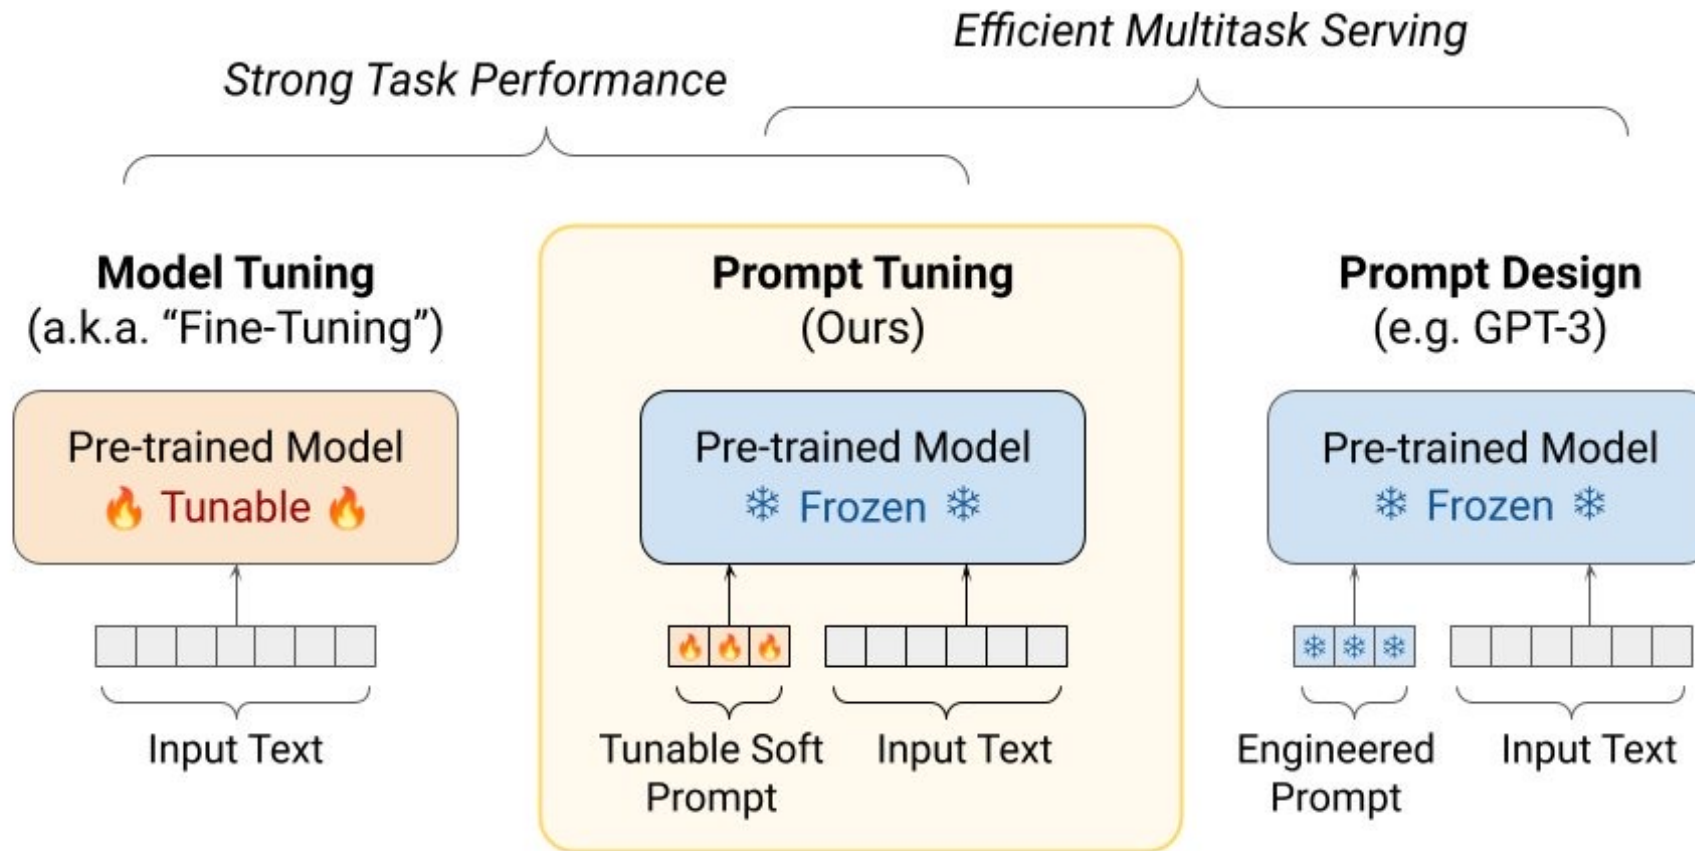 Efficient Multitask Serving
Strong Task Performance
Model Tuning
(a.k.a. “Fine-Tuning”)
Pre-trained Model
🔥 Tunable 🔥
Input Text
Prompt Tuning
(Ours)
Pre-trained Model
❄ Frozen ❄
Tunable Soft
Prompt
Input Text
Prompt Design
(e.g. GPT-3)
Pre-trained Model
❄ Frozen ❄
Engineered
Prompt
Input Text